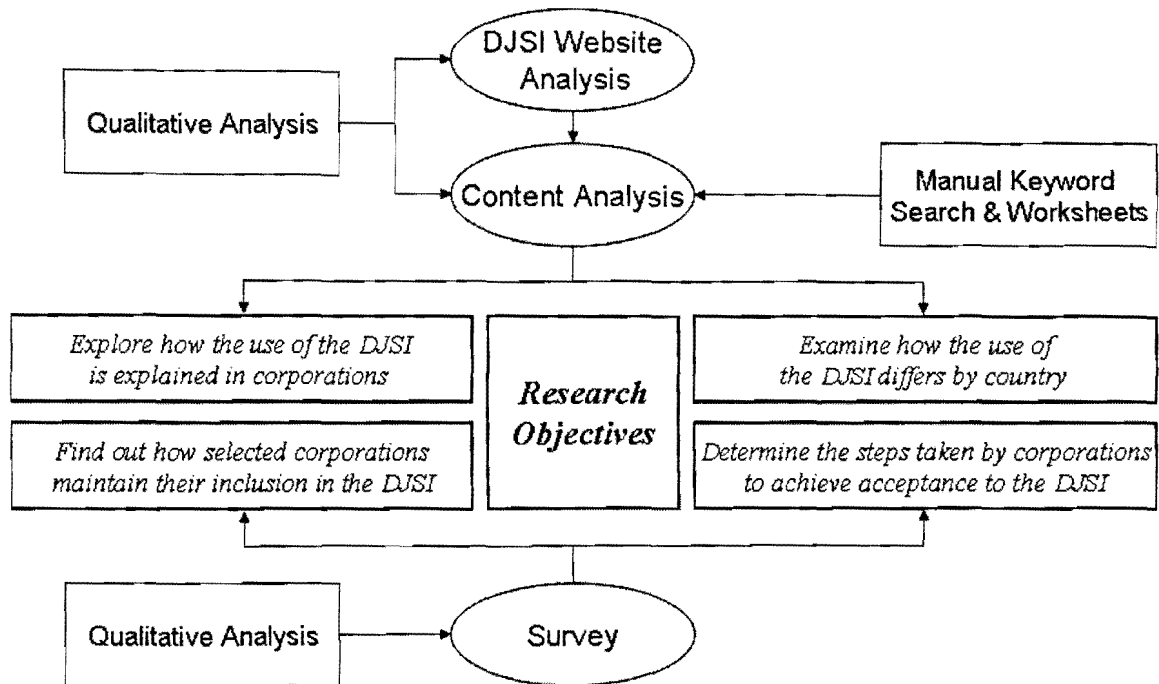 DJSI Website
Analysis
Qualitative Analysis
Content Analysis
Manual Keyword
Search & Worksheets
Explore how the use of the DJSI
is explained in corporations
Research
Objectives
Examine how the use of
the DJSI differs by country
Find out how selected corporations
maintain their inclusion in the DJSI
Determine the steps taken by corporations
to achieve acceptance to the DJSI
Qualitative Analysis
Survey